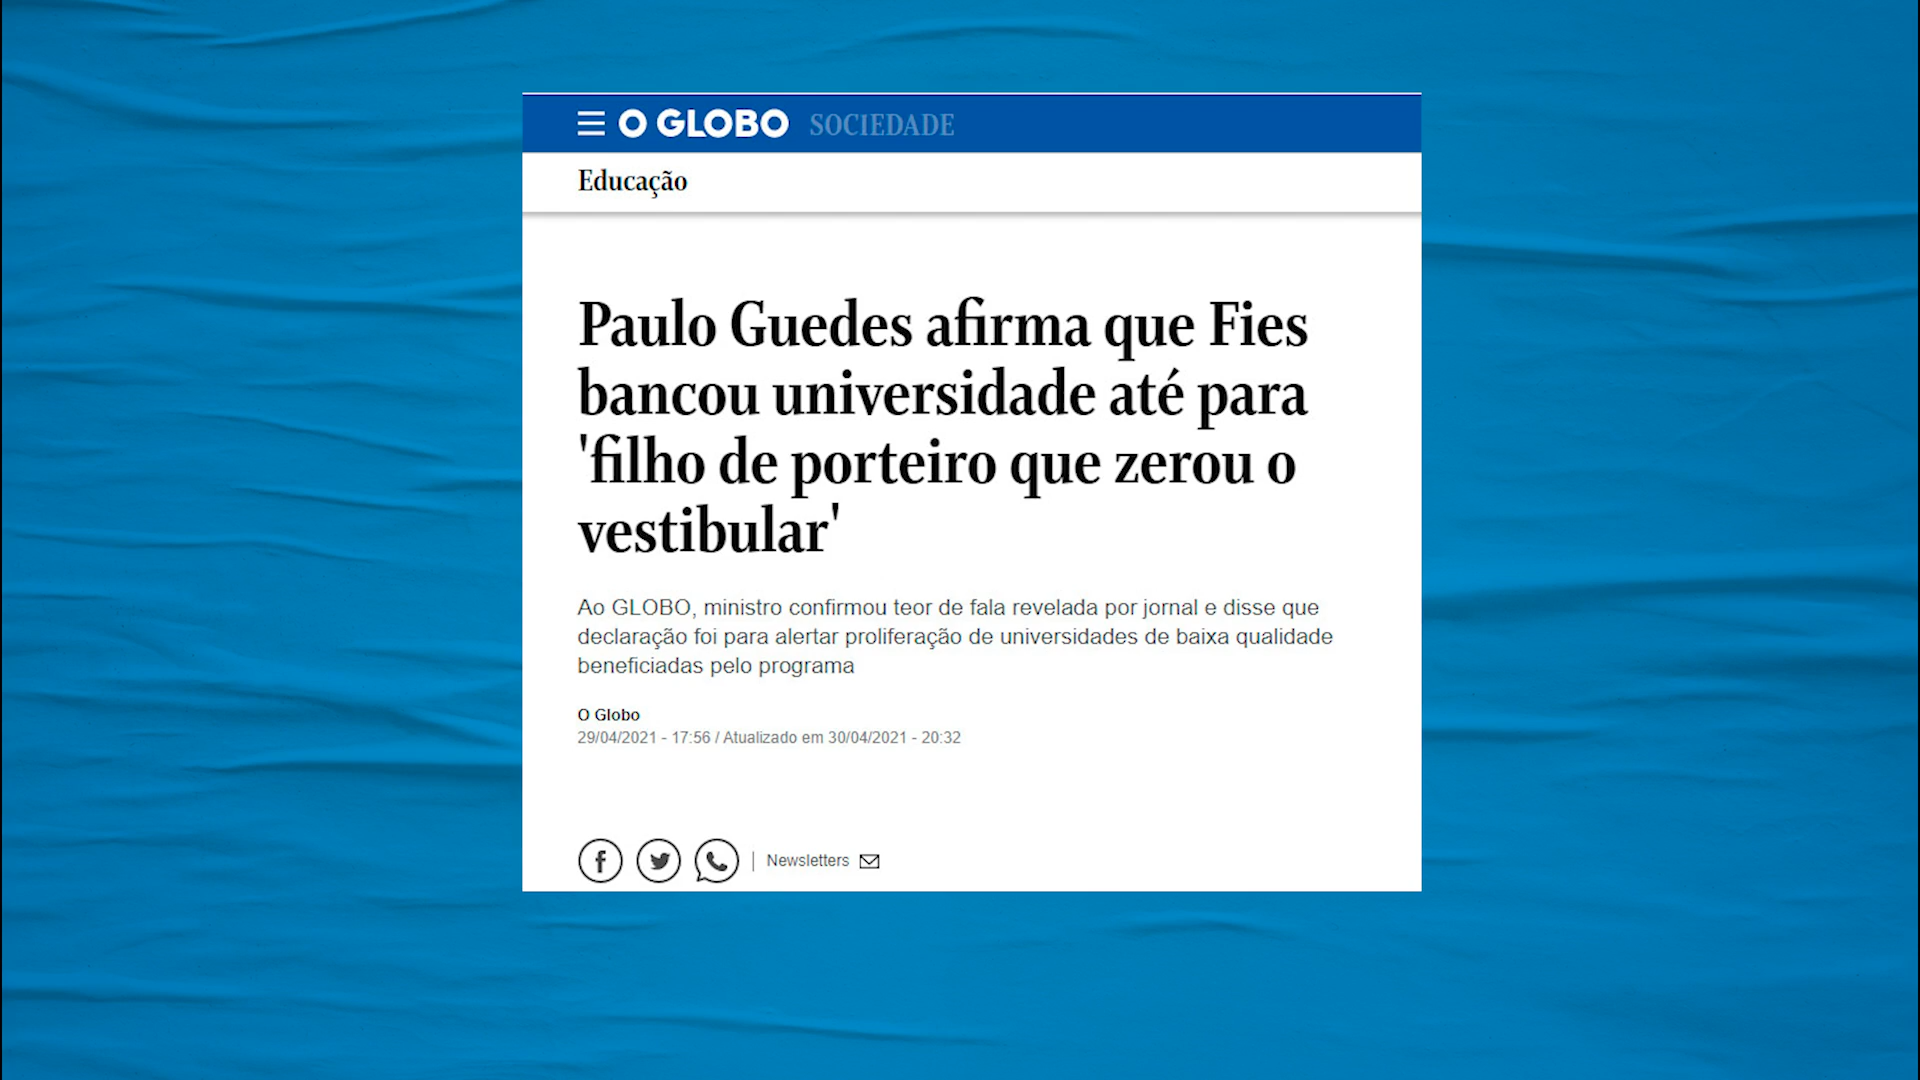 O GLOBO SOCIEDADE
Educação
Paulo Guedes afirma que Fies
bancou universidade até para
'filho de porteiro que zerou o
vestibular'
Ao GLOBO, ministro confirmou teor de fala revelada por jornal e disse que
declaração foi para alertar proliferação de universidades de baixa qualidade
beneficiadas pelo programa
O Globo
29/04/2021 - 17:56 / Atualizado em 30/04/2021 - 20:32
Newsletters